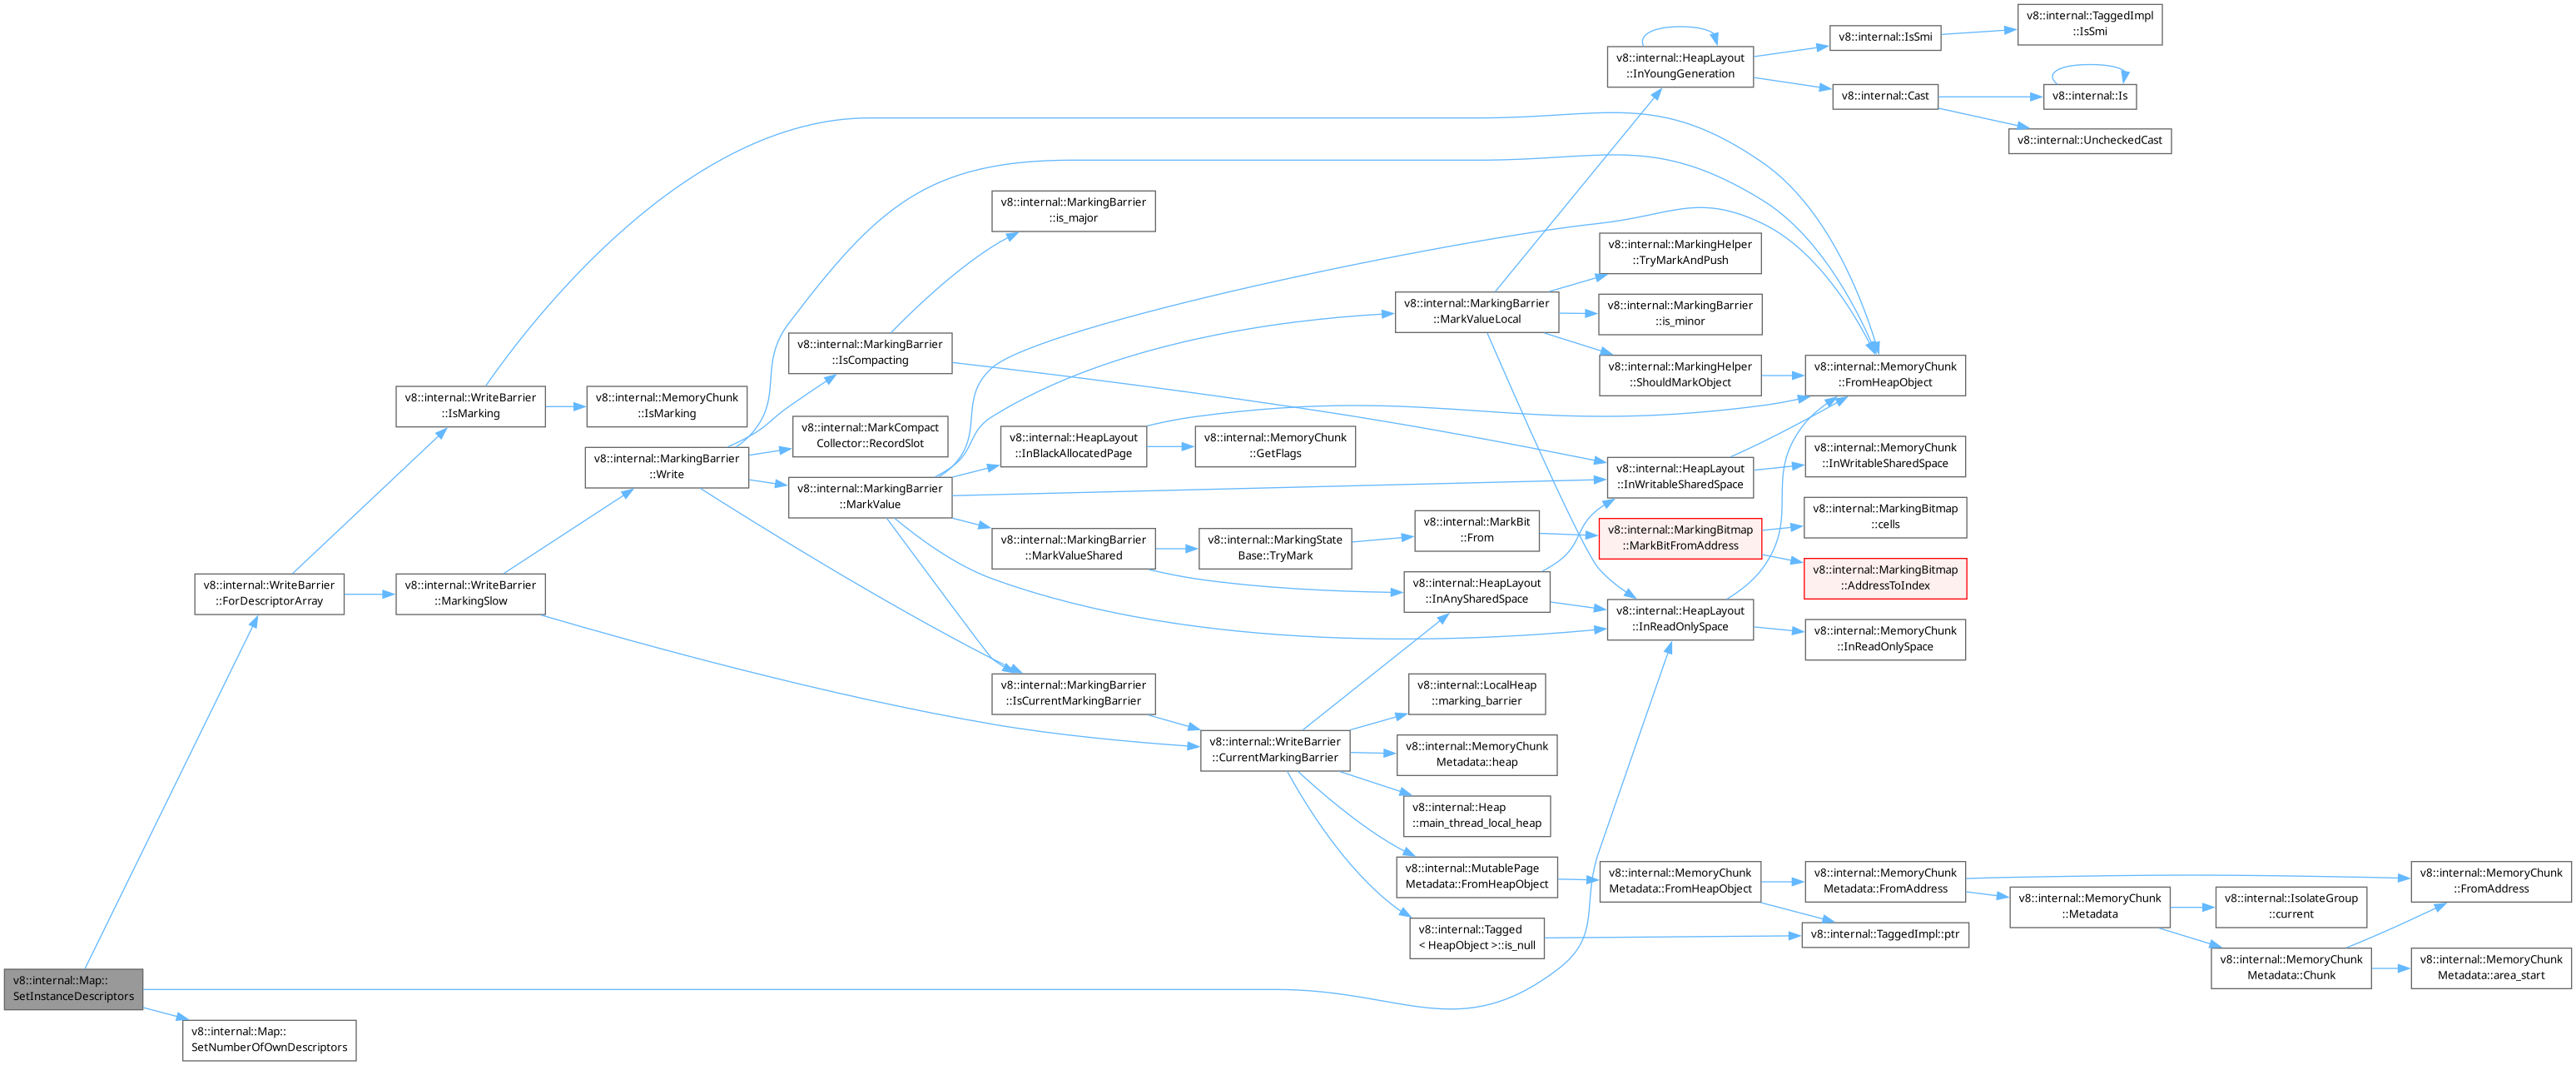 v8::internal::Map::
SetInstanceDescriptors
v8::internal::WriteBarrier
::ForDescriptorArray
v8::internal::Map::
SetNumberOfOwnDescriptors
v8::internal::WriteBarrier
::IsMarking
v8::internal::WriteBarrier
::MarkingSlow
v8::internal::MemoryChunk
::IsMarking
v8::internal::MarkingBarrier
::Write
v8::internal::MarkingBarrier
::IsCompacting
v8::internal::MarkCompact
Collector::RecordSlot
v8::internal::MarkingBarrier
::MarkValue
v8::internal::MarkingBarrier
::is_major
v8::internal::HeapLayout
::InBlackAllocatedPage
v8::internal::MarkingBarrier
::MarkValueShared
v8::internal::MarkingBarrier
::IsCurrentMarkingBarrier
v8::internal::MemoryChunk
::GetFlags
v8::internal::MarkingState
Base::TryMark
v8::internal::WriteBarrier
::CurrentMarkingBarrier
v8::internal::MarkingBarrier
::MarkValueLocal
v8::internal::MarkBit
::From
v8::internal::HeapLayout
::InAnySharedSpace
v8::internal::LocalHeap
::marking_barrier
v8::internal::MemoryChunk
Metadata::heap
v8::internal::Heap
::main_thread_local_heap
v8::internal::MutablePage
Metadata::FromHeapObject
v8::internal::Tagged
< HeapObject >::is_null
v8::internal::HeapLayout
::InYoungGeneration
v8::internal::MarkingHelper
::TryMarkAndPush
v8::internal::MarkingBarrier
::is_minor
v8::internal::MarkingHelper
::ShouldMarkObject
v8::internal::HeapLayout
::InWritableSharedSpace
v8::internal::MarkingBitmap
::MarkBitFromAddress
v8::internal::HeapLayout
::InReadOnlySpace
v8::internal::MemoryChunk
Metadata::FromHeapObject
v8::internal::IsSmi
v8::internal::Cast
v8::internal::MemoryChunk
::FromHeapObject
v8::internal::MemoryChunk
::InWritableSharedSpace
v8::internal::MarkingBitmap
::cells
v8::internal::MarkingBitmap
::AddressToIndex
v8::internal::MemoryChunk
::InReadOnlySpace
v8::internal::MemoryChunk
Metadata::FromAddress
v8::internal::TaggedImpl::ptr
v8::internal::TaggedImpl
::IsSmi
v8::internal::Is
v8::internal::UncheckedCast
v8::internal::MemoryChunk
::Metadata
v8::internal::IsolateGroup
::current
v8::internal::MemoryChunk
Metadata::Chunk
v8::internal::MemoryChunk
::FromAddress
v8::internal::MemoryChunk
Metadata::area_start